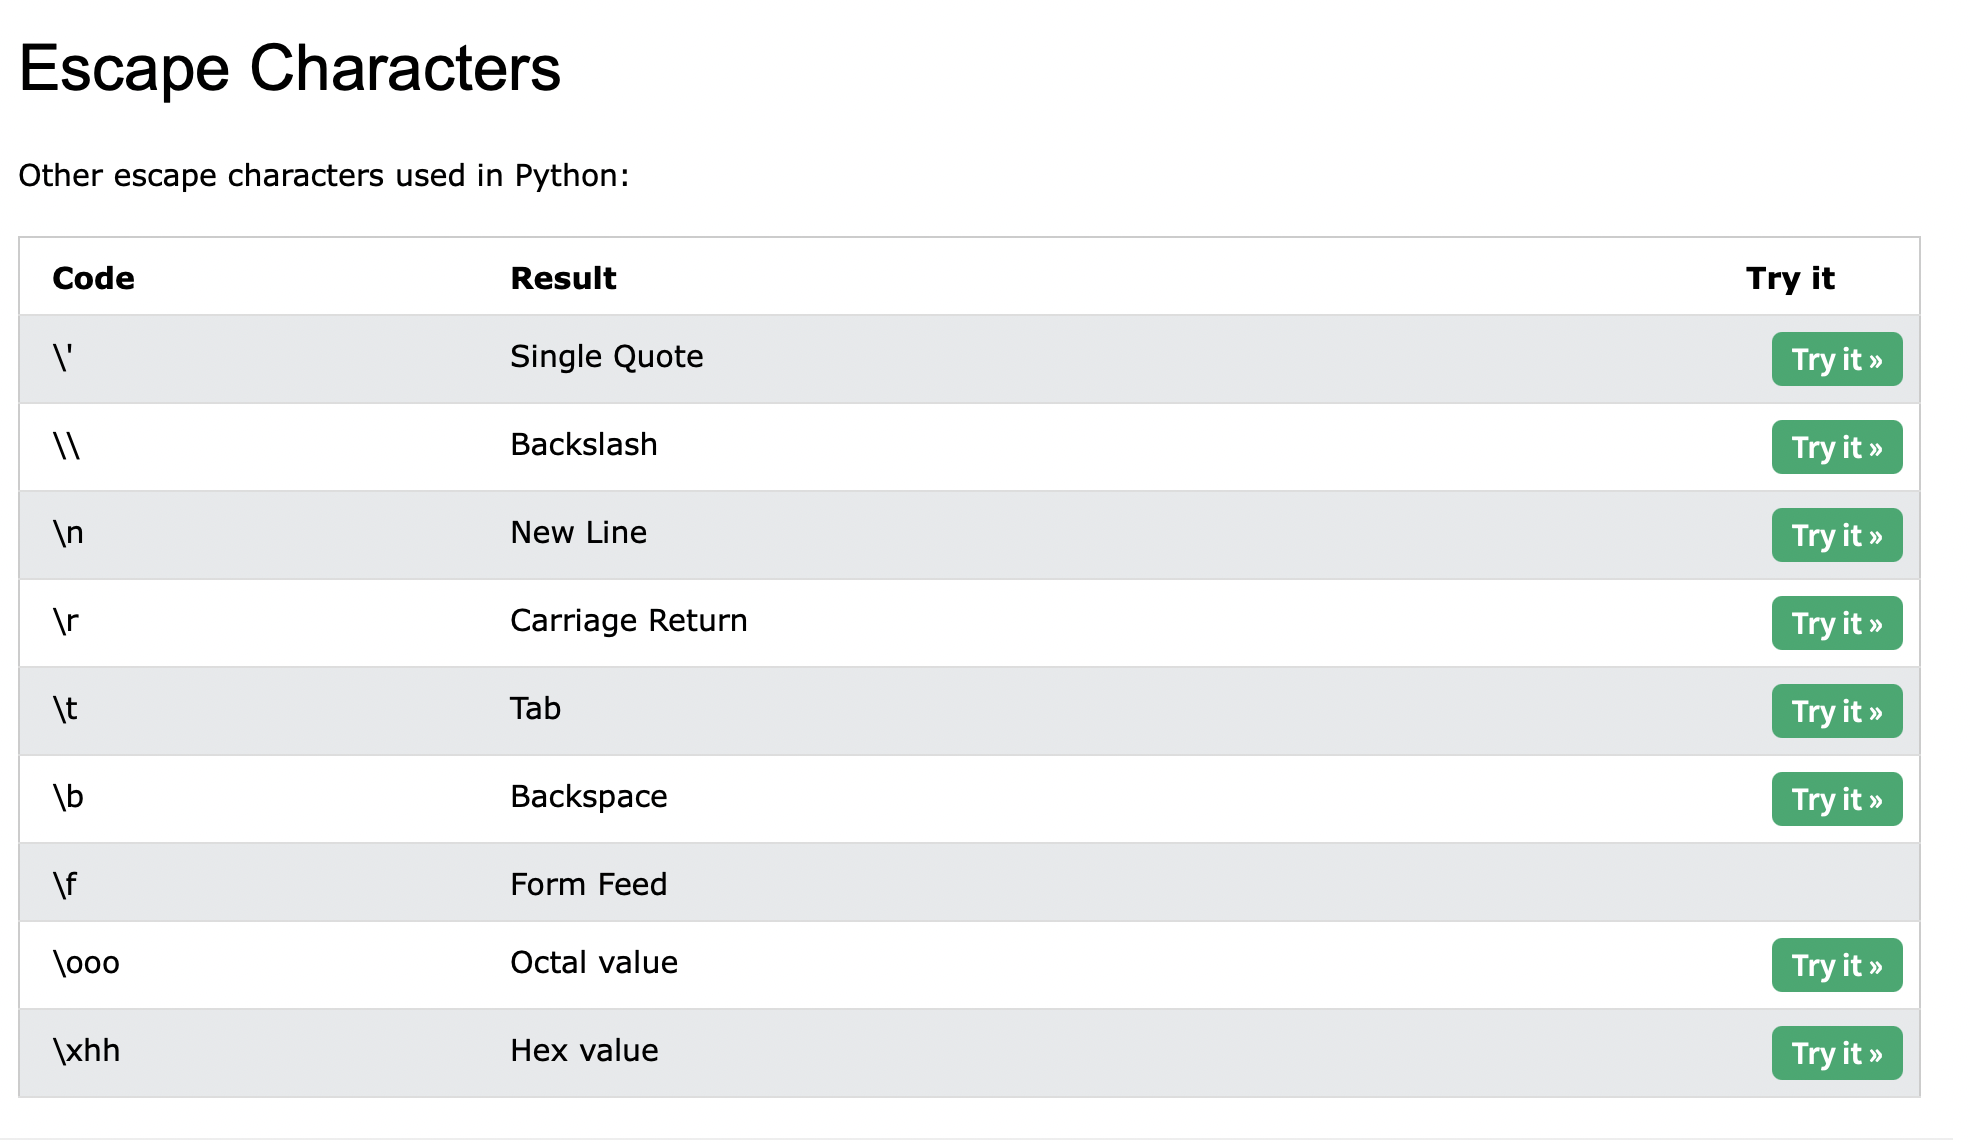 Escape Characters
Other escape characters used in Python:
Code Result Try it
\' Single Quote Try it »
\\ Backslash Try it »
\n New Line Try it »
\r Carriage Return Try it »
\t Tab Try it »
\b Backspace Try it »
\f Form Feed
\ooo Octal value Try it »
\xhh Hex value Try it »